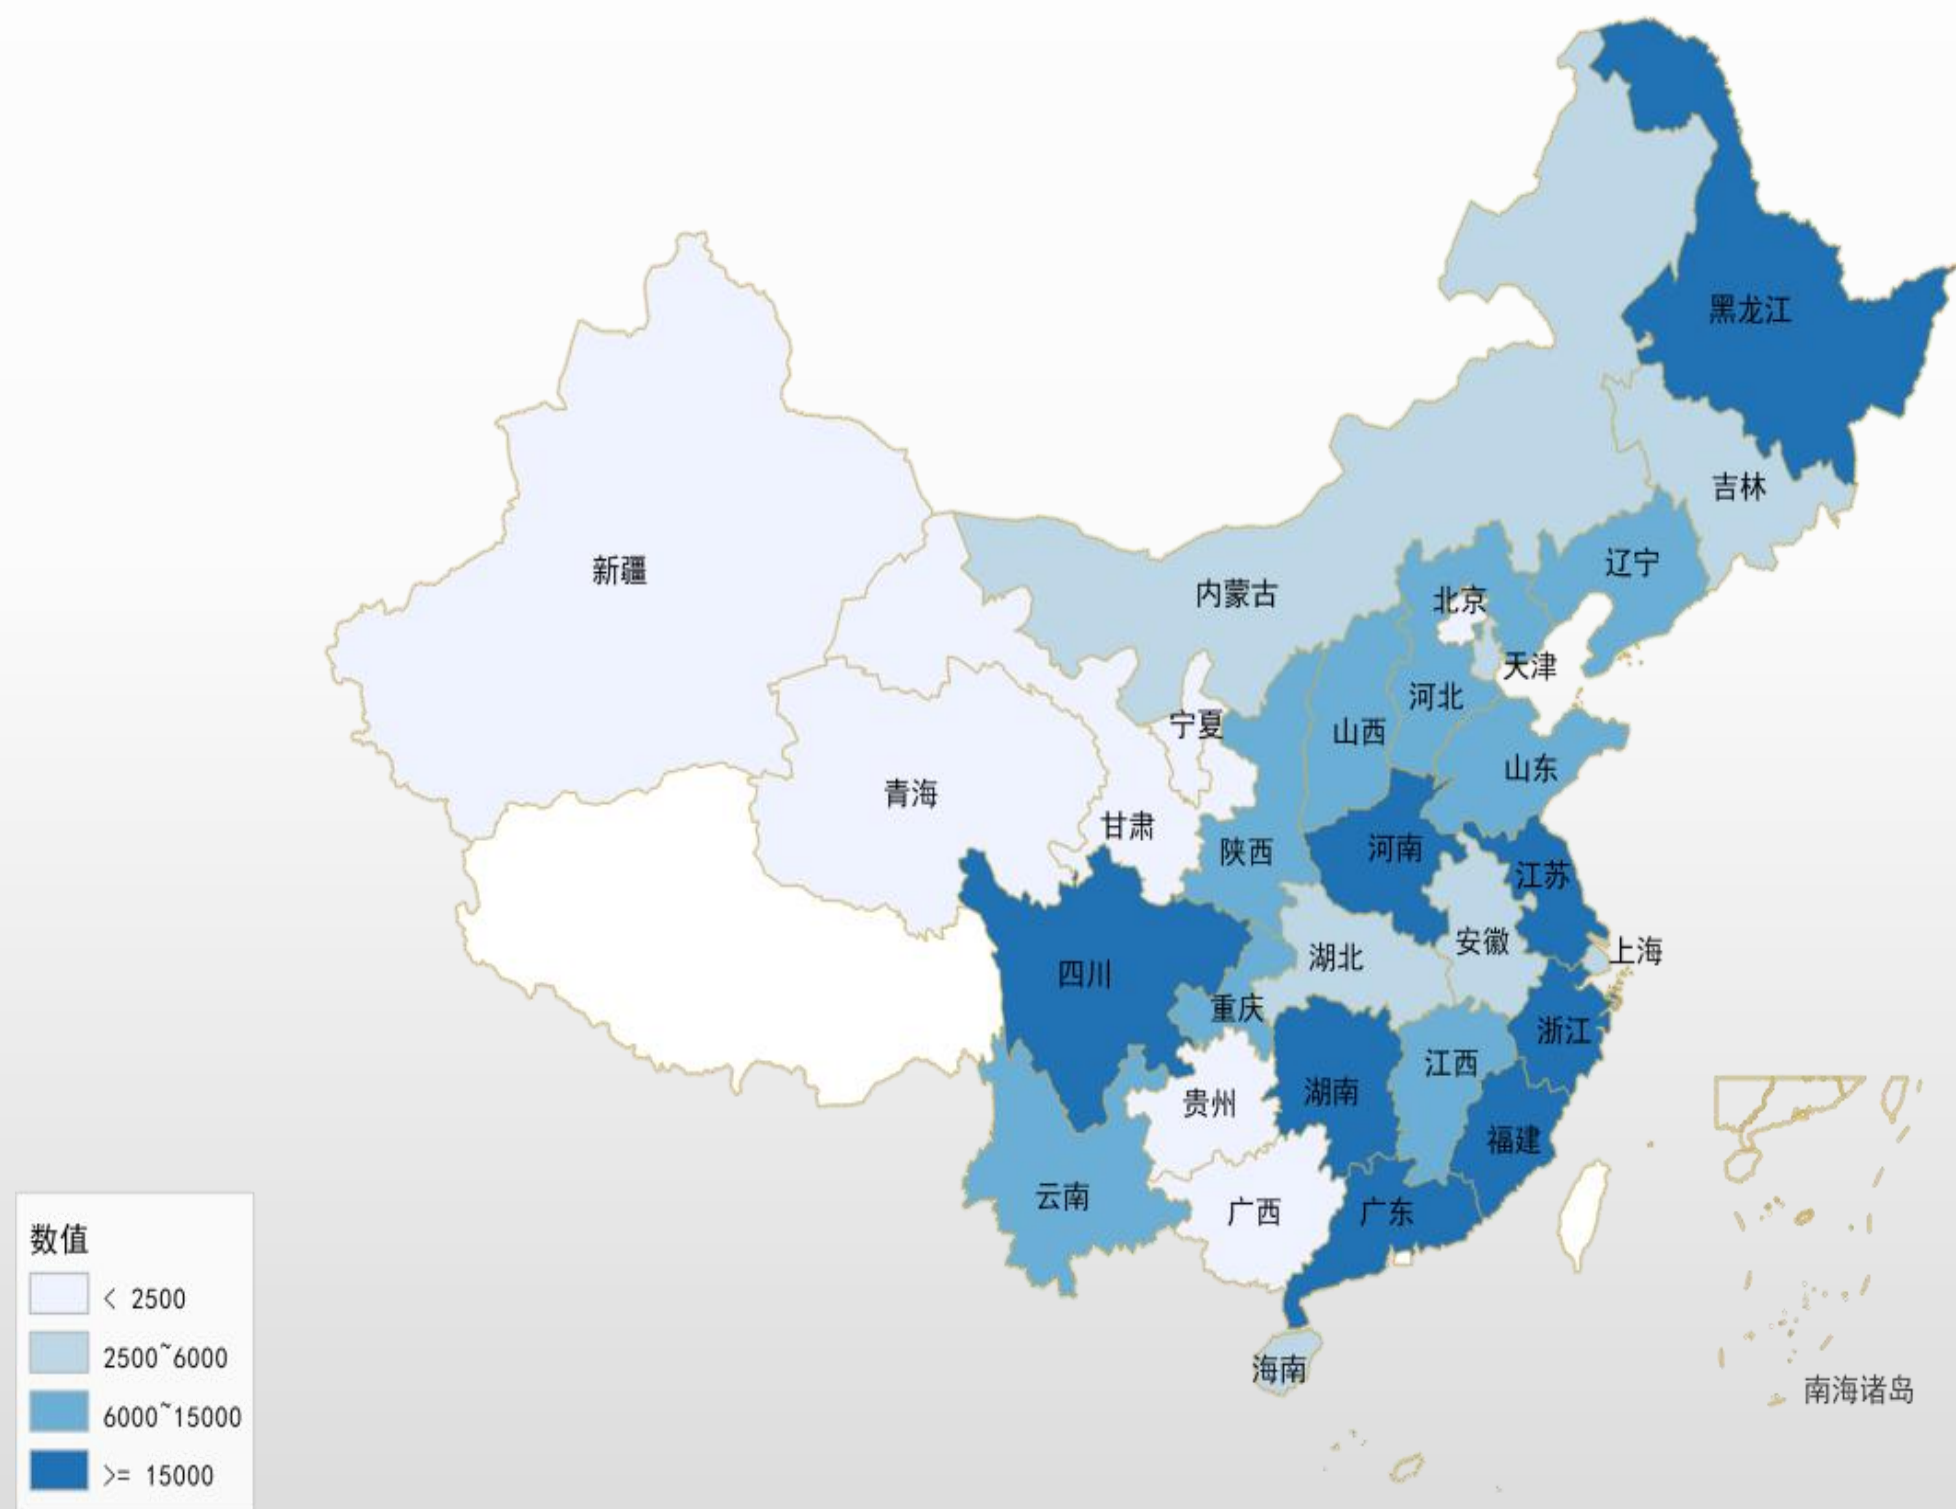 黑龙江
吉林
辽宁
新疆
内蒙古
北京
天津
河北
宁夏
山西
山东
青海
甘肃
陕西
河南
江苏
安徽
上海
湖北
四川
重庆
浙江
江西
湖南
贵州
福建
云南
广西
广东
海南
南海诸岛
数值
< 2500
2500~6000
6000~15000
>= 15000